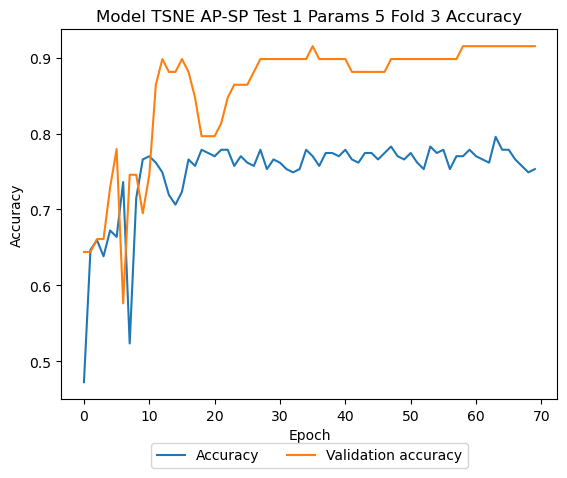 Model TSNE AP-SP Test 1 Params 5 Fold 3 Accuracy
Accuracy
0.9
0.8
0.7
0.6
0.5
0 10 20 30 40 50 60 70
Epoch
Accuracy Validation accuracy